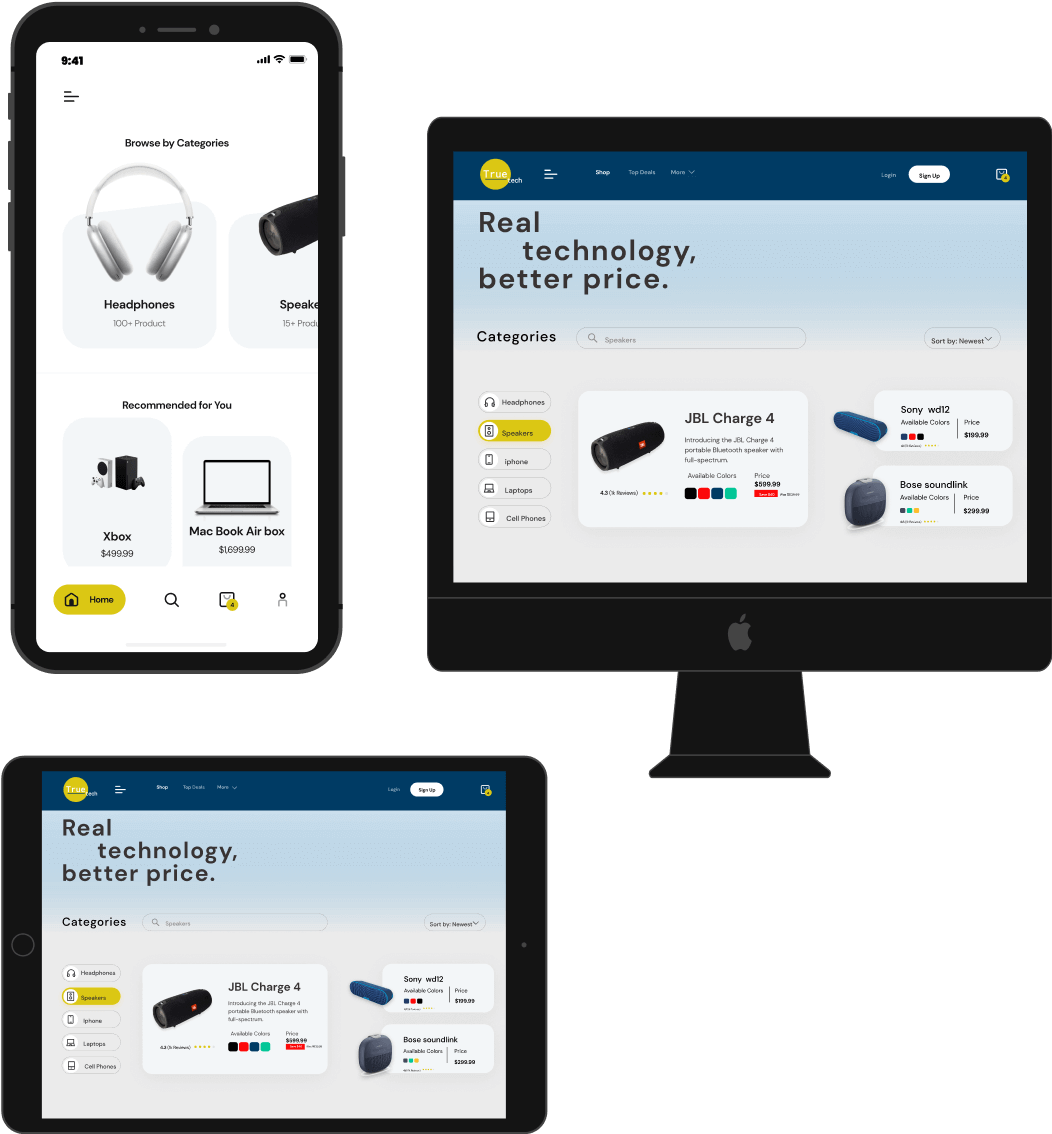 9:41
Browse by Categories
Headphones
100+ Product
Speake
15+ Produ
Recommended for You
Xbox
$499.99
Mac Book Air box
$1,699.99
Home
4
True
tech
Shop
Top Deals
More
Login
Sign Up
4
Real
technology,
better price.
Categories
Speakers
Sort by: Newest
Headphones
Speakers
iphone
Laptops
Cell Phones
JBL
JBL Charge 4
Introducing the JBL Charge 4
portable Bluetooth speaker with
full-spectrum.
Available Colors
Price
$599.99
Save $40
4.3 (1k Reviews)
Sony wd12
Available Colors
Price
$199.99
Bose soundlink
Available Colors
Price
$299.99
True
tech
Shop
Top Deals
More
Login
Sign Up
Real
technology,
better price.
Categories
Speakers
Sort by: Newest
Headphones
Speakers
Iphone
Laptops
Cell Phones
JBL Charge 4
Introducing the JBL Charge 4
portable Bluetooth speaker with
full-spectrum.
Available Colors
Price
$599.99
Save $40
4.3 (1k Reviews)
Sony wd12
Available Colors
Price
$199.99
Bose soundlink
Available Colors
Price
$299.99